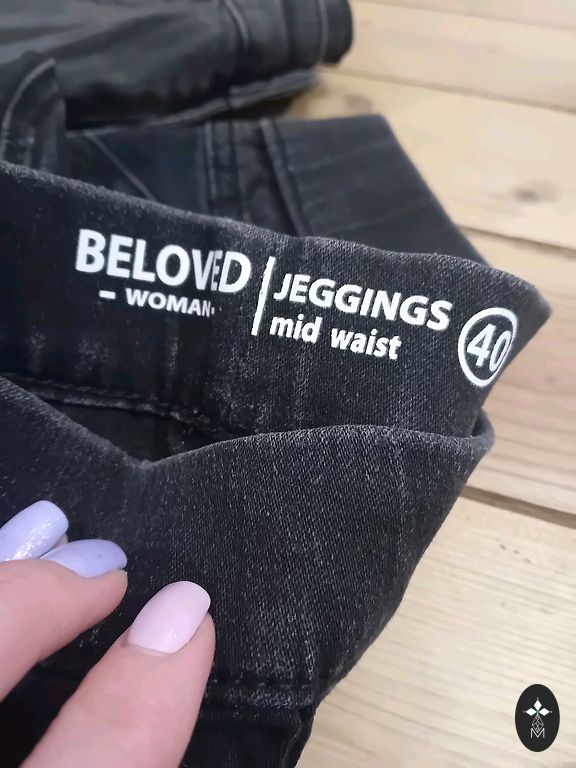 BELOVED
- WOMAN-
JEGGINGS
mid waist
40
M